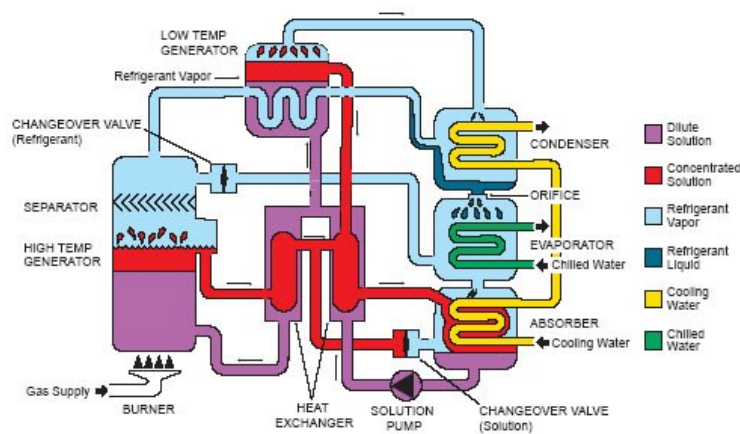 LOW TEMP
GENERATOR
Refrigerant Vapor
CHANGEOVER VALVE
(Refrigerant)
SEPARATOR
HIGH TEMP
GENERATOR
Gas Supply
BURNER
HEAT
EXCHANGER
SOLUTION
PUMP
CHANGEOVER VALVE
(Solution)
CONDENSER
ORIFICE
EVAPORATOR
Chilled Water
ABSORBER
Cooling Water
Dilute
Solution
Concentrated
Solution
Refrigerant
Vapor
Refrigerant
Liquid
Cooling
Water
Chilled
Water